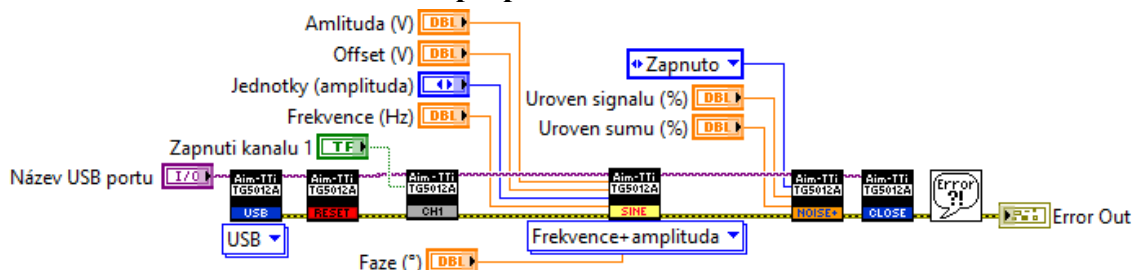 Amlituda (V) DBL
Offset (V) DBL
Jednotky (amplituda)
Frekvence (Hz) DBL
Zapnuto
Uroven signalu (%) DBL
Uroven sumu (%) DBL
Zapnuti kanalu 1 TF
Název USB portu I/O
Aim-TTi TG5012A USB
Aim-TTi TG5012A RESET
Aim-TTi TG5012A CH1
Aim-TTi TG5012A SINE
Aim-TTi TG5012A NOISE+
Aim-TTi TG5012A CLOSE
Error ?!
Error Out
USB
Frekvence+amplituda
Faze (°) DBL